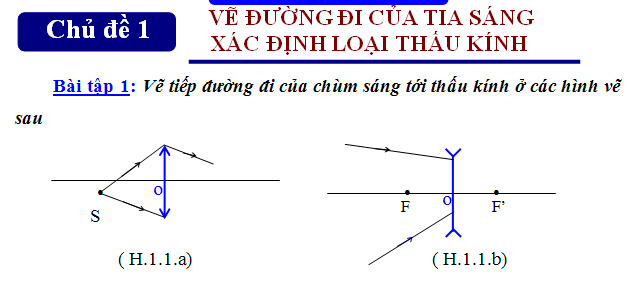 Chủ đề 1
VẼ ĐƯỜNG ĐI CỦA TIA SÁNG
XÁC ĐỊNH LOẠI THẤU KÍNH
Bài tập 1: Vẽ tiếp đường đi của chùm sáng tới thấu kính ở các hình vẽ
sau
O
S
F
O
F'
( H.1.1.a)
( H.1.1.b)